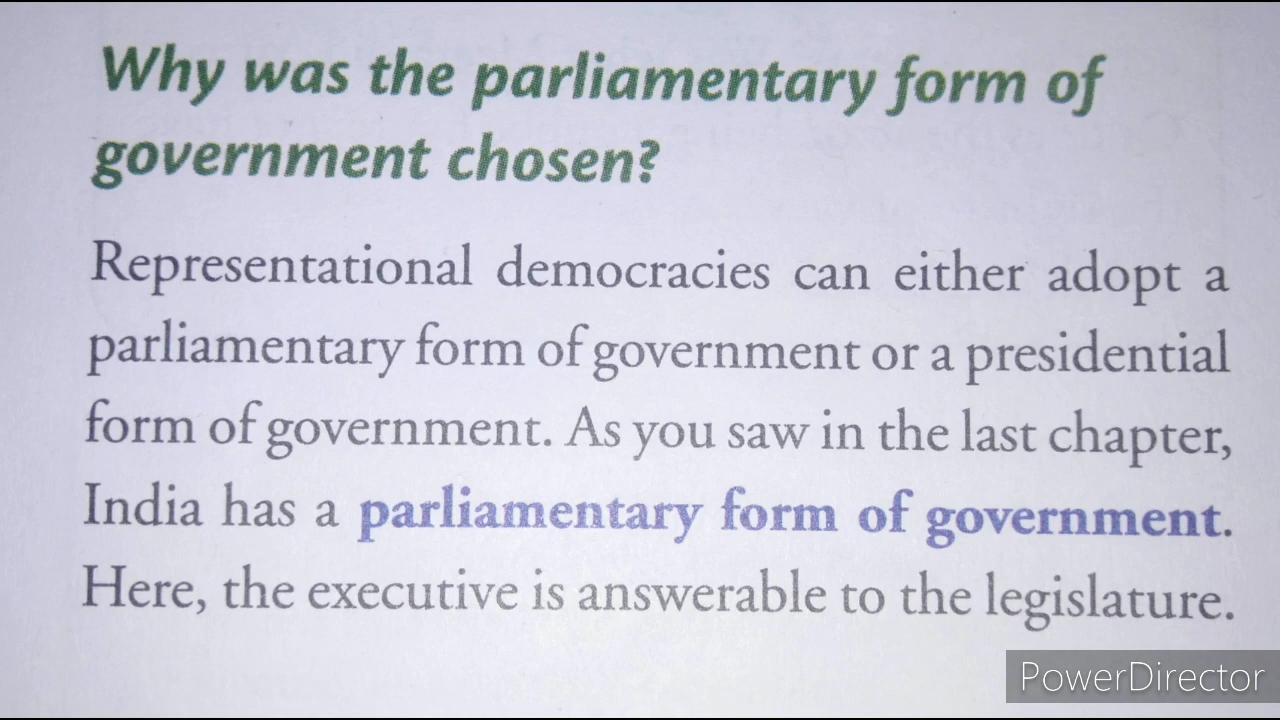 Why was the parliamentary form of
government chosen?
Representational democracies can either adopt a
parliamentary form of government or a presidential
form of government. As you saw in the last chapter,
India has a parliamentary form of government.
Here, the executive is answerable to the legislature.
PowerDirector